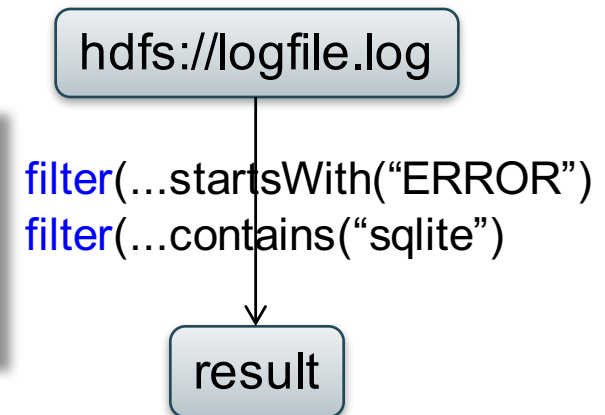 hdfs://logfile.log
filter(...startsWith(“ERROR”)
filter(...contains(“sqlite”)
result